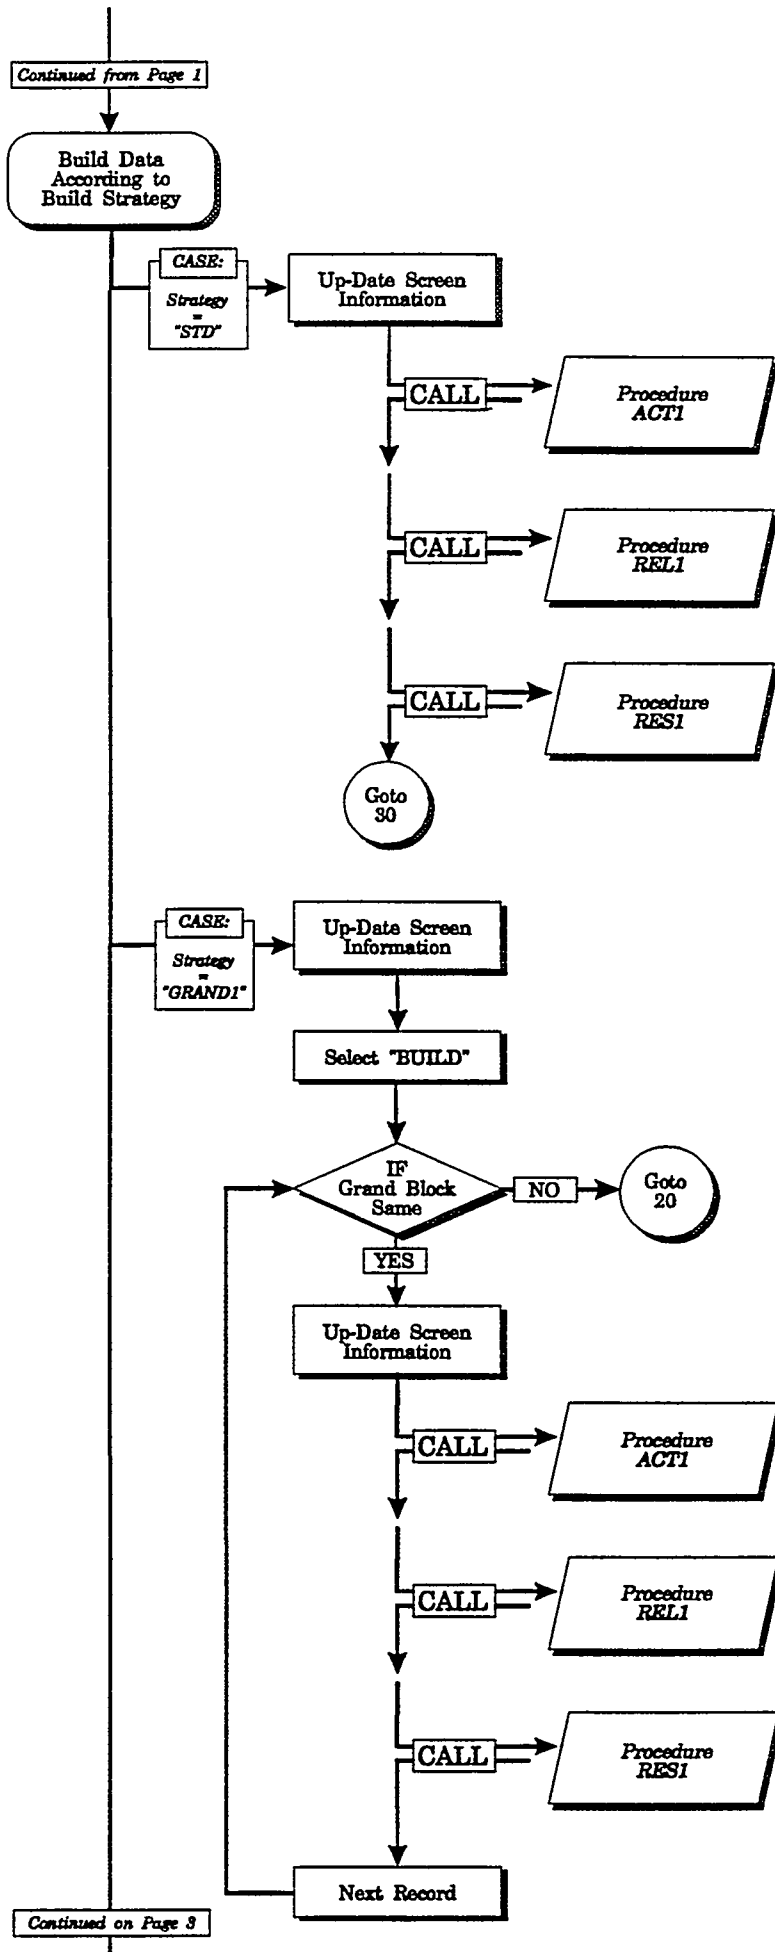 Continued from Page 1
Build Data
According to
Build Strategy
CASE:
Strategy
=
"STD"
Up-Date Screen
Information
CALL
Procedure
ACT1
CALL
Procedure
REL1
CALL
Procedure
RES1
Goto
30
CASE:
Strategy
=
"GRAND1"
Up-Date Screen
Information
Select "BUILD"
IF
Grand Block
Same
NO
Goto
20
YES
Up-Date Screen
Information
CALL
Procedure
ACT1
CALL
Procedure
REL1
CALL
Procedure
RES1
Next Record
Continued on Page 3